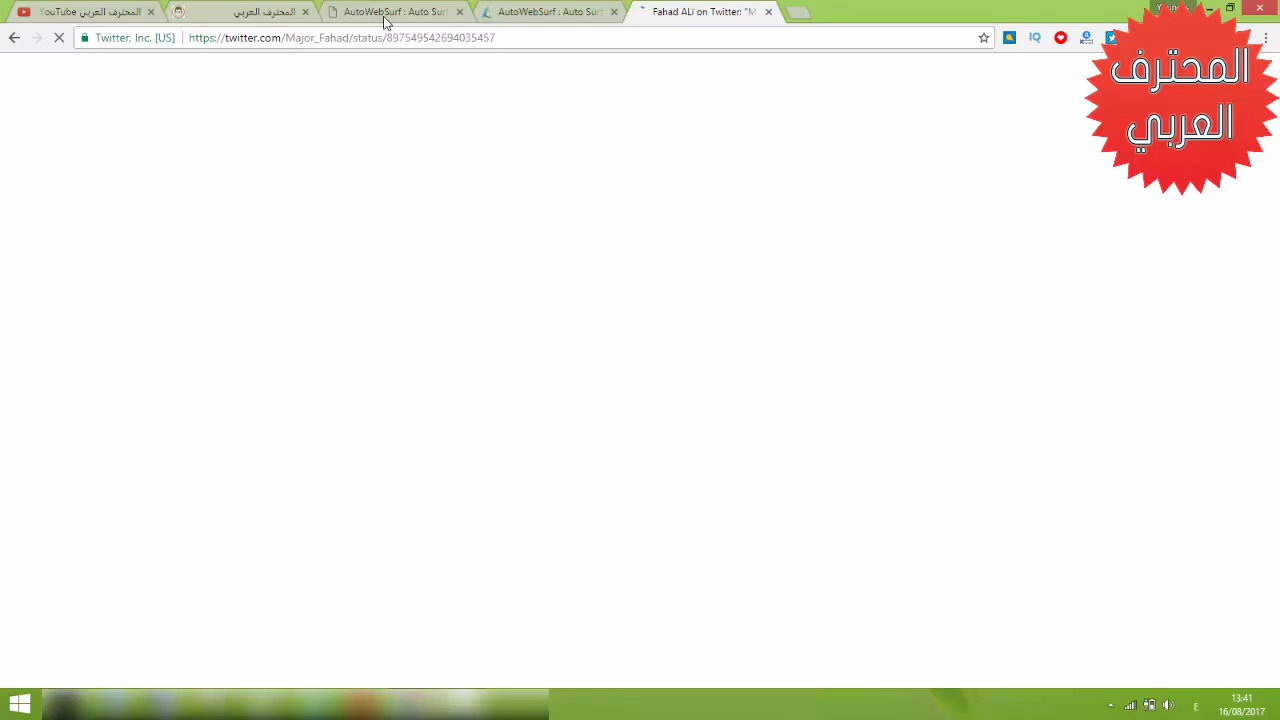 المحترف العربي YouTube
المحترف العربي
AutoWebSurf : Auto Surf
AutoWebSurf : Auto Surf
Fahad ALi on Twitter: "M
Twitter, Inc. [US]
https://twitter.com/Major_Fahad/status/897549542694035457
IQ
المحترف
العربي
ع
13:41
16/08/2017